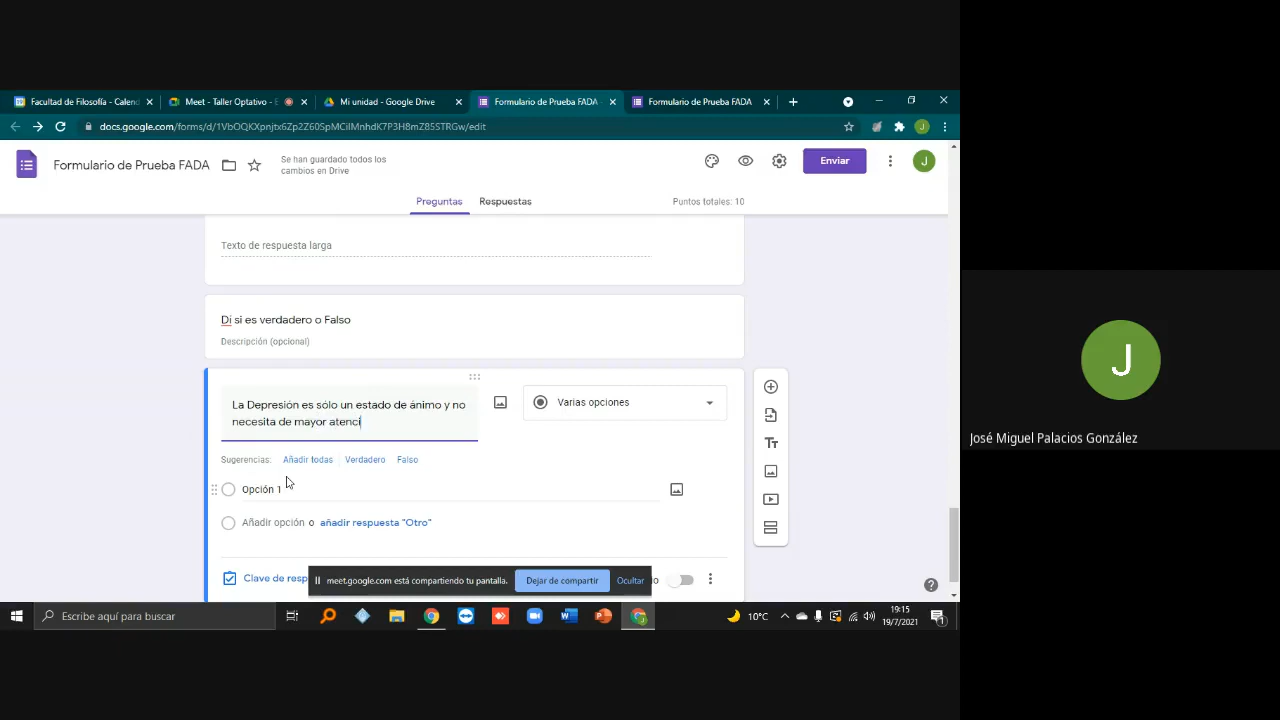 Facultad de Filosofía - Calend
Meet - Taller Optativo - E
Mi unidad - Google Drive
Formulario de Prueba FADA
Formulario de Prueba FADA
docs.google.com/forms/d/1VbOQKXpnjtx6Zp2Z60SpMCiIMnhdK7P3H8mZ85STRGw/edit
J
Formulario de Prueba FADA
Se han guardado todos los
cambios en Drive
Enviar
J
Preguntas
Respuestas
Puntos totales: 10
Texto de respuesta larga
Dí si es verdadero o Falso
Descripción (opcional)
La Depresión es sólo un estado de ánimo y no
necesita de mayor atenci
Varias opciones
Sugerencias: Añadir todas Verdadero Falso
Opción 1
Añadir opción o añadir respuesta "Otro"
Clave de resp
meet.google.com está compartiendo tu pantalla.
Dejar de compartir
Ocultar
io
Tт
Escribe aquí para buscar
10°C
19:15
19/7/2021
1
J
José Miguel Palacios González